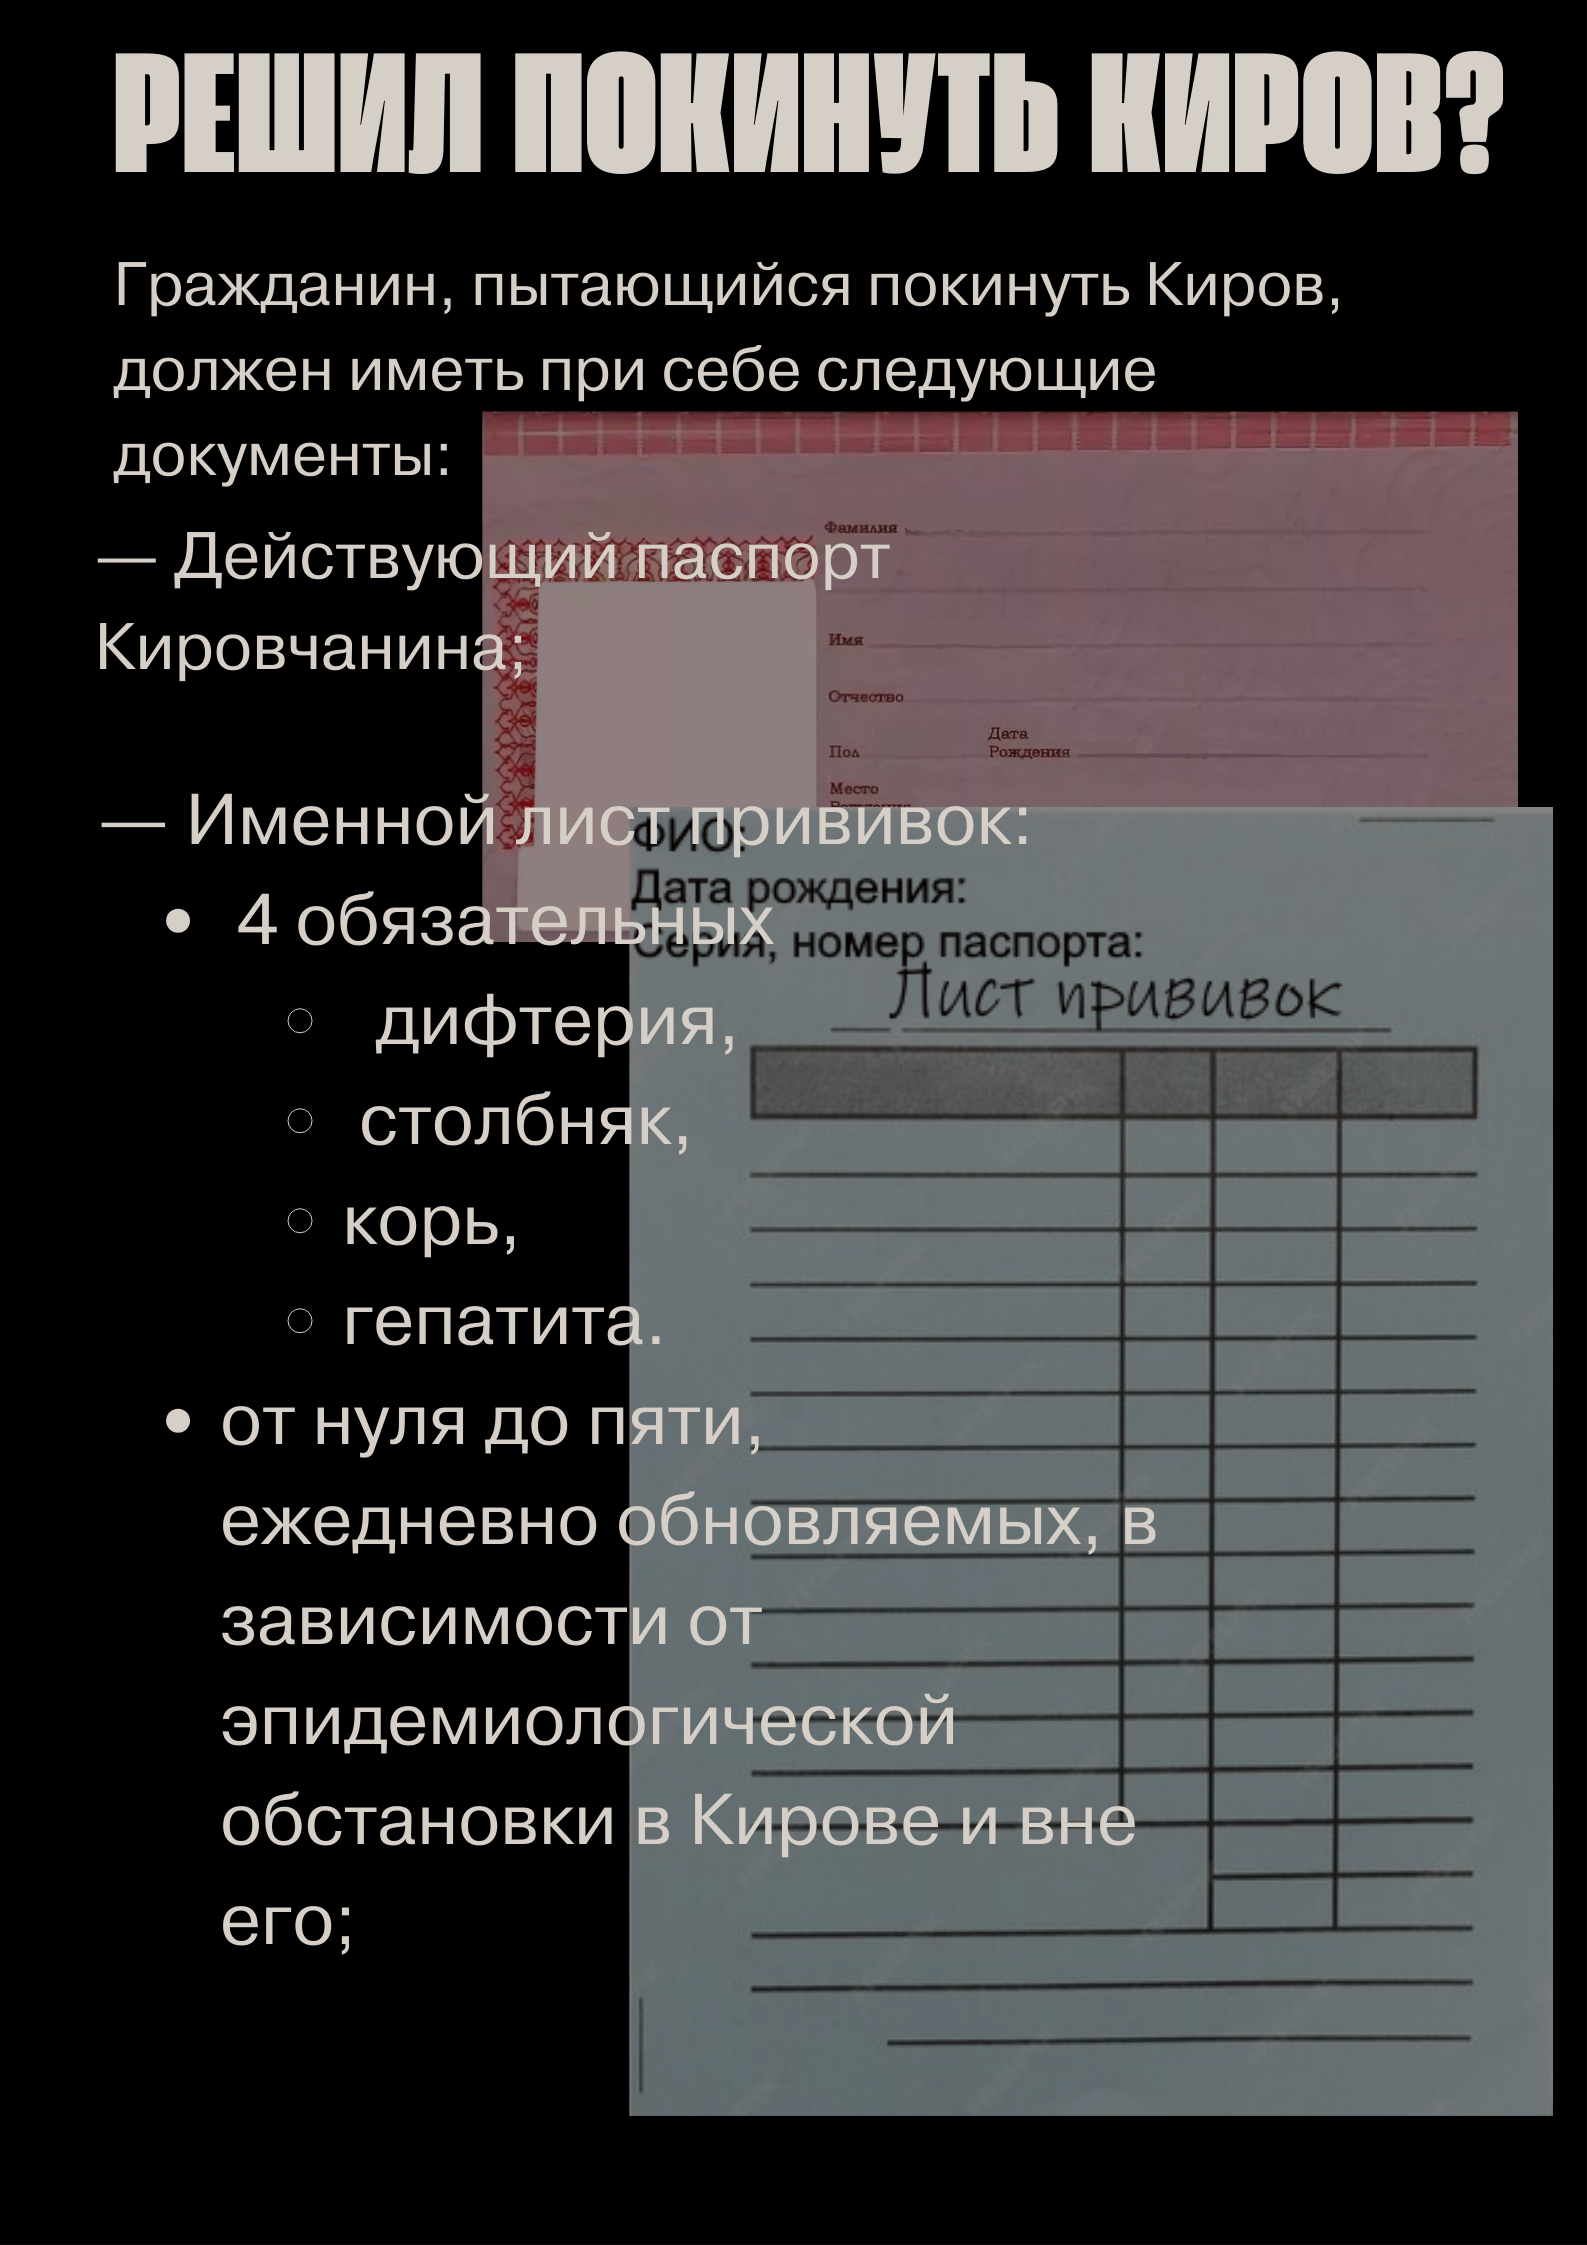 РЕШИЛ ПОКИНУТЬ КИРОВ?
Гражданин, пытающийся покинуть Киров,
должен иметь при себе следующие
документы:
Фамилия
— Действующий паспорт
Кировчанина;
Имя
Отчество
Дата
Пол Рождения
Место
Рождения
— Именной лист прививок:
ФИО:
Дата рождения:
• 4 обязательных
Серия, номер паспорта:
Лист прививок
○ дифтерия,
○ столбняк,
○ корь,
○ гепатита.
• от нуля до пяти,
ежедневно обновляемых, в
зависимости от
эпидемиологической
обстановки в Кирове и вне
его;